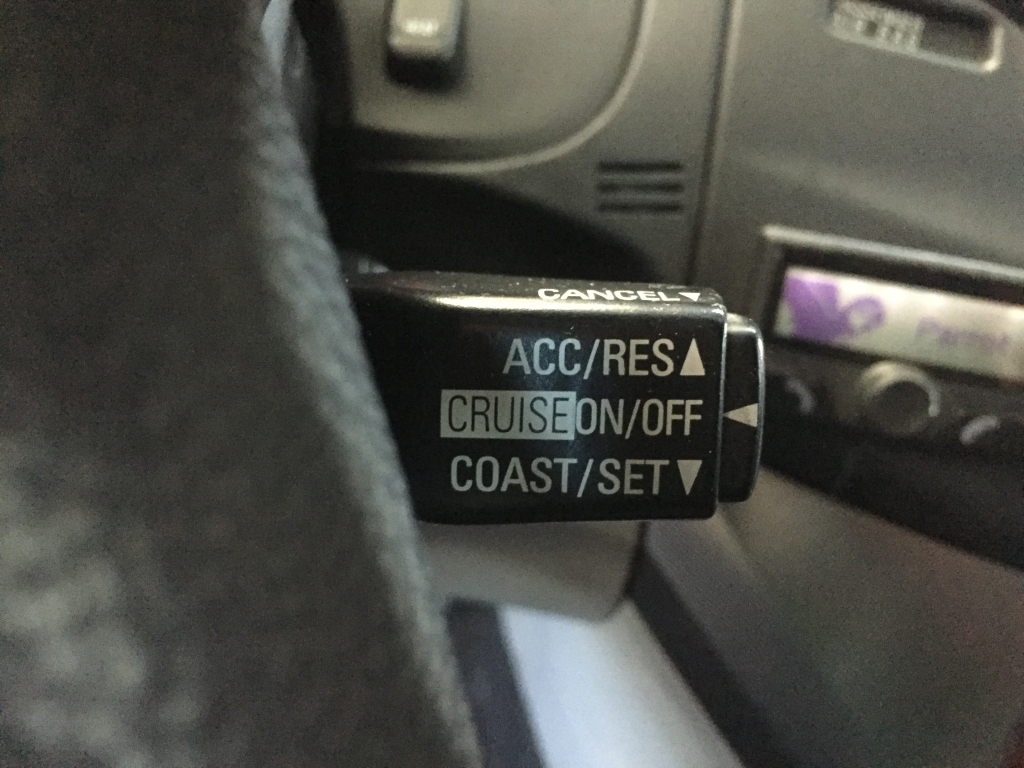 CANCEL▼
ACC/RES▲
CRUISE ON/OFF ◀
COAST/SET▼